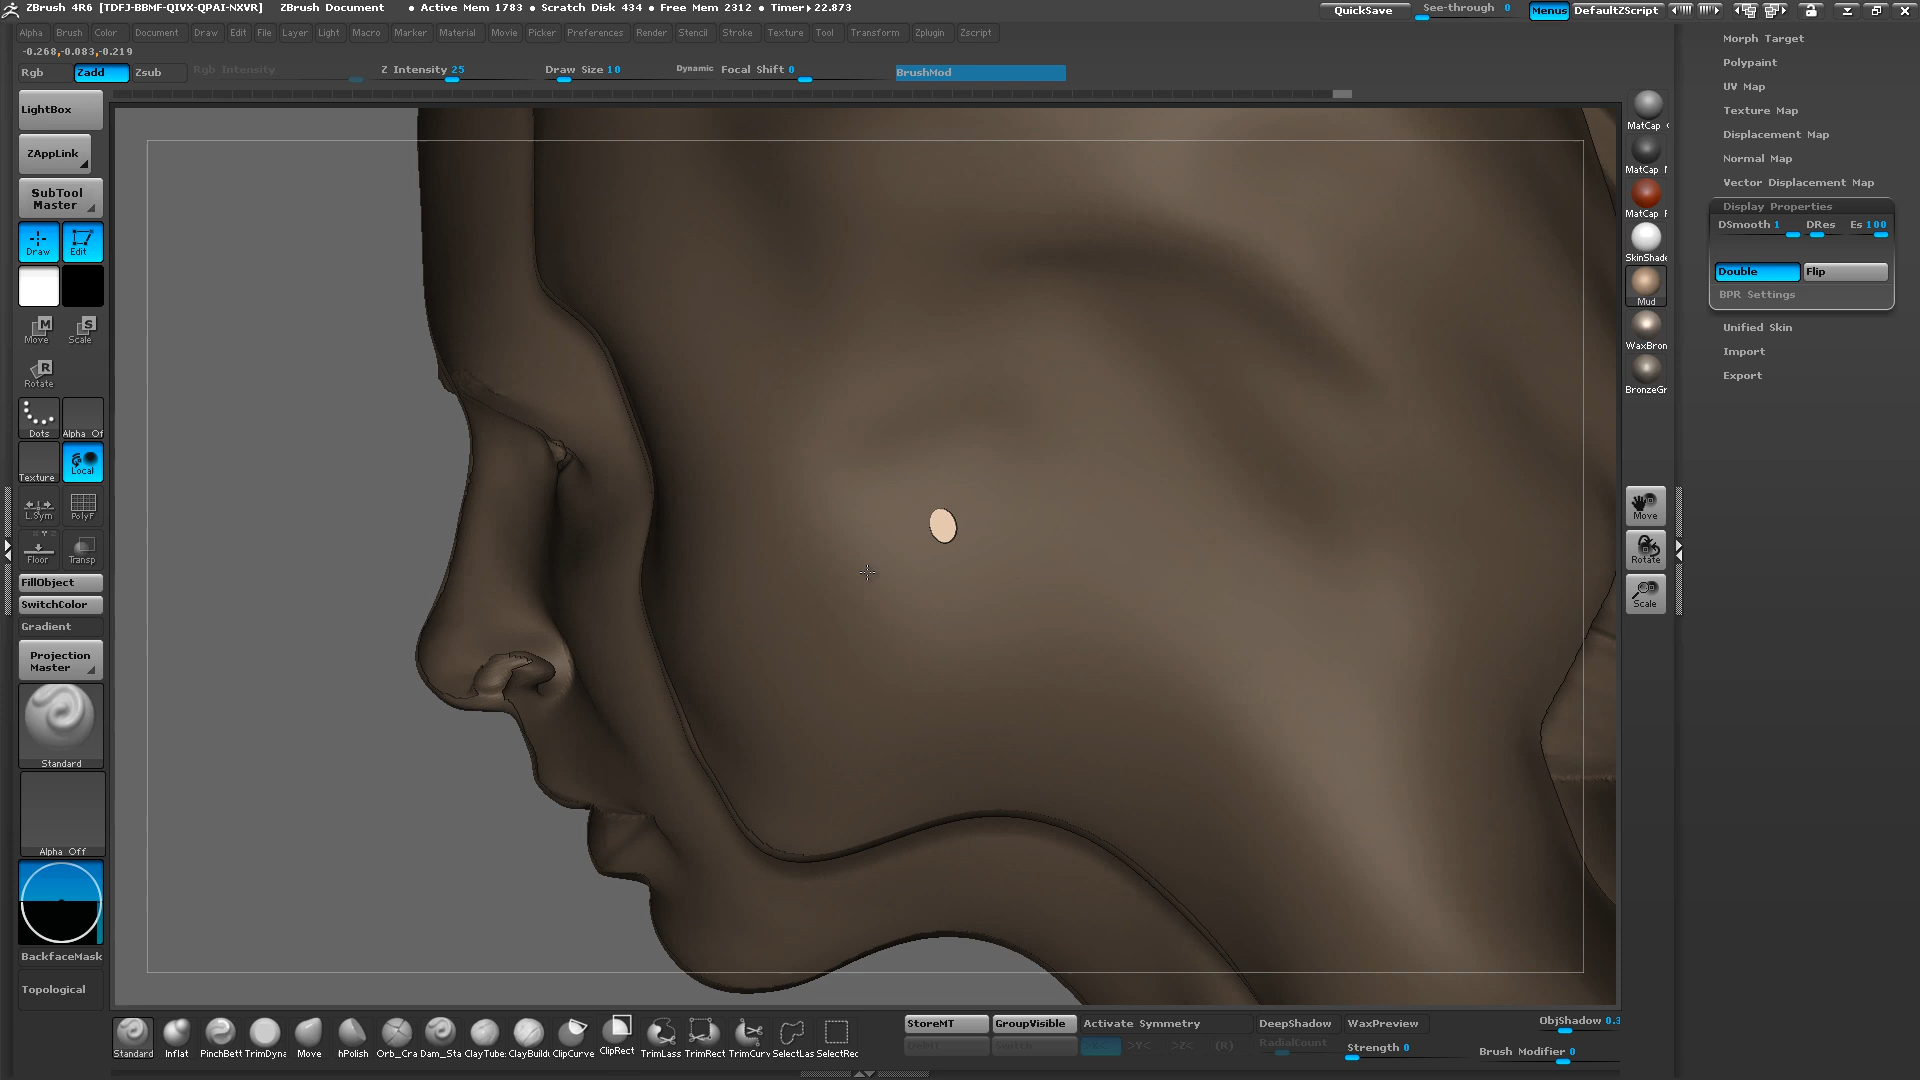 ZBrush 4R6 [TDFJ-BBMF-QIVX-QPAI-NXVR] ZBrush Document • Active Mem 1783 • Scratch Disk 434 • Free Mem 2312 • Timer▸22.873 QuickSave See-through 0 Menus DefaultZScript
Alpha Brush Color Document Draw Edit File Layer Light Macro Marker Material Movie Picker Preferences Render Stencil Stroke Texture Tool Transform Zplugin Zscript
-0.268,-0.083,-0.219
Rgb Zadd Zsub Rgb Intensity Z Intensity 25 Draw Size 10 Dynamic Focal Shift 0 BrushMod
LightBox
ZAppLink
SubTool
Master
Draw Edit
Move Scale
Rotate
Dots Alpha Of
Texture Local
L.Sym PolyF
Floor Transp
FillObject
SwitchColor
Gradient
Projection
Master
Standard
Alpha Off
BackfaceMask
Topological
MatCap
MatCap
MatCap
SkinShade
Mud
WaxBron
BronzeGr
Move
Rotate
Scale
Morph Target
Polypaint
UV Map
Texture Map
Displacement Map
Normal Map
Vector Displacement Map
Display Properties
DSmooth 1 DRes Es 100
Double Flip
BPR Settings
Unified Skin
Import
Export
Standard Inflat PinchBett TrimDyna Move hPolish Orb_Cra Dam_Sta ClayTube ClayBuildu ClipCurve ClipRect TrimLass TrimRect TrimCurv SelectLas SelectRec
StoreMT GroupVisible Activate Symmetry DeepShadow WaxPreview ObjShadow 0.3
DelMT >X< >Y< >Z< (R) RadialCount Strength 0 Brush Modifier 0